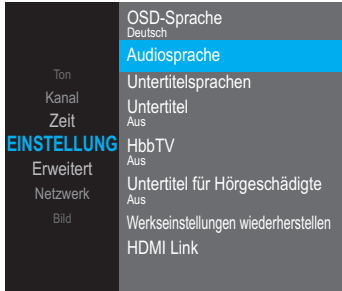 Ton
Kanal
Zeit
EINSTELLUNG
Erweitert
Netzwerk
Bild
OSD-Sprache
Deutsch
Audiosprache
Untertitelsprachen
Untertitel
Aus
HbbTV
Aus
Untertitel für Hörgeschädigte
Aus
Werkseinstellungen wiederherstellen
HDMI Link